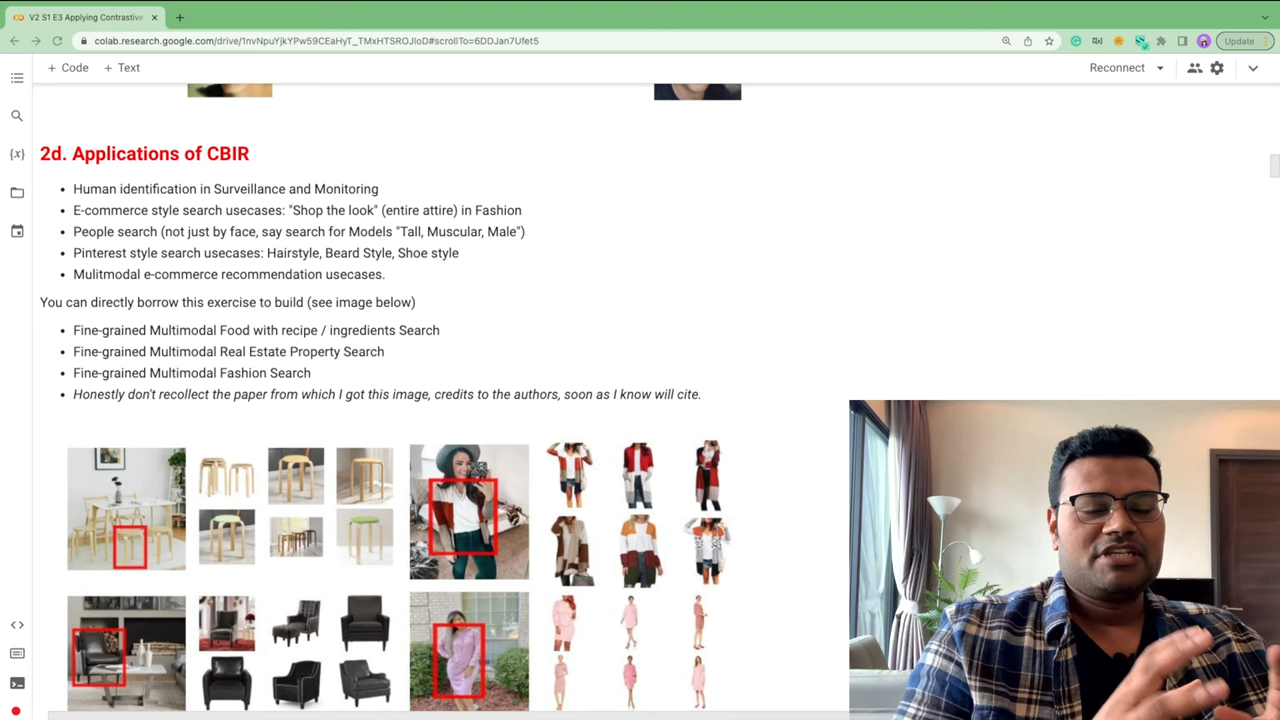 V2 S1 E3 Applying Contrastive
colab.research.google.com/drive/1nvNpuYjkYPw59CEaHyT_TMxHTSROJIoD#scrollTo=6DDJan7Ufet5
Update
+ Code + Text
Reconnect
{x}
2d. Applications of CBIR
• Human identification in Surveillance and Monitoring
• E-commerce style search usecases: "Shop the look" (entire attire) in Fashion
• People search (not just by face, say search for Models "Tall, Muscular, Male")
• Pinterest style search usecases: Hairstyle, Beard Style, Shoe style
• Mulitmodal e-commerce recommendation usecases.
You can directly borrow this exercise to build (see image below)
• Fine-grained Multimodal Food with recipe / ingredients Search
• Fine-grained Multimodal Real Estate Property Search
• Fine-grained Multimodal Fashion Search
• Honestly don't recollect the paper from which I got this image, credits to the authors, soon as I know will cite.